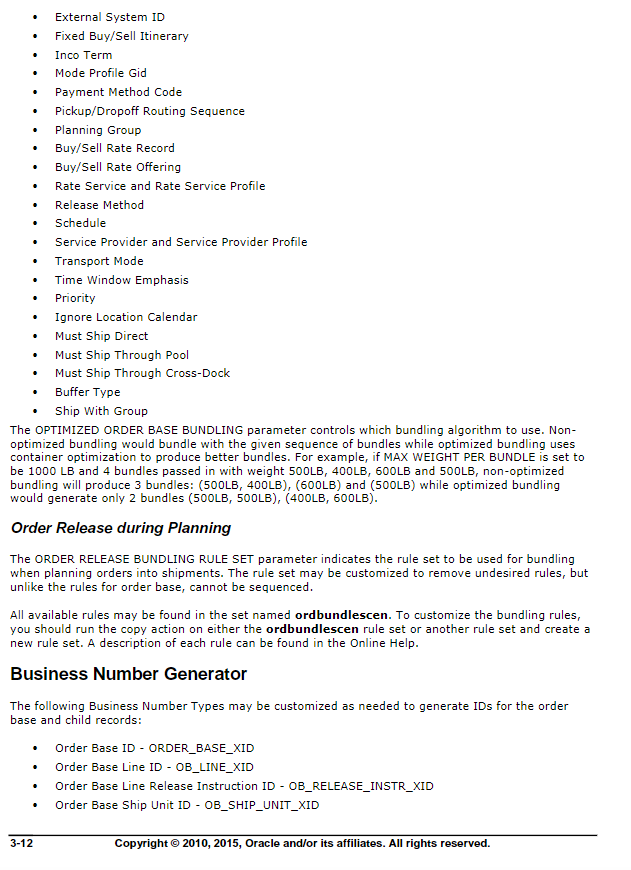 • External System ID
• Fixed Buy/Sell Itinerary
• Inco Term
• Mode Profile Gid
• Payment Method Code
• Pickup/Dropoff Routing Sequence
• Planning Group
• Buy/Sell Rate Record
• Buy/Sell Rate Offering
• Rate Service and Rate Service Profile
• Release Method
• Schedule
• Service Provider and Service Provider Profile
• Transport Mode
• Time Window Emphasis
• Priority
• Ignore Location Calendar
• Must Ship Direct
• Must Ship Through Pool
• Must Ship Through Cross-Dock
• Buffer Type
• Ship With Group
The OPTIMIZED ORDER BASE BUNDLING parameter controls which bundling algorithm to use. Non-
optimized bundling would bundle with the given sequence of bundles while optimized bundling uses
container optimization to produce better bundles. For example, if MAX WEIGHT PER BUNDLE is set to
be 1000 LB and 4 bundles passed in with weight 500LB, 400LB, 600LB and 500LB, non-optimized
bundling will produce 3 bundles: (500LB, 400LB), (600LB) and (500LB) while optimized bundling
would generate only 2 bundles (500LB, 500LB), (400LB, 600LB).
Order Release during Planning
The ORDER RELEASE BUNDLING RULE SET parameter indicates the rule set to be used for bundling
when planning orders into shipments. The rule set may be customized to remove undesired rules, but
unlike the rules for order base, cannot be sequenced.
All available rules may be found in the set named ordbundlescen. To customize the bundling rules,
you should run the copy action on either the ordbundlescen rule set or another rule set and create a
new rule set. A description of each rule can be found in the Online Help.
Business Number Generator
The following Business Number Types may be customized as needed to generate IDs for the order
base and child records:
• Order Base ID - ORDER_BASE_XID
• Order Base Line ID - OB_LINE_XID
• Order Base Line Release Instruction ID - OB_RELEASE_INSTR_XID
• Order Base Ship Unit ID - OB_SHIP_UNIT_XID
3-12 Copyright © 2010, 2015, Oracle and/or its affiliates. All rights reserved.